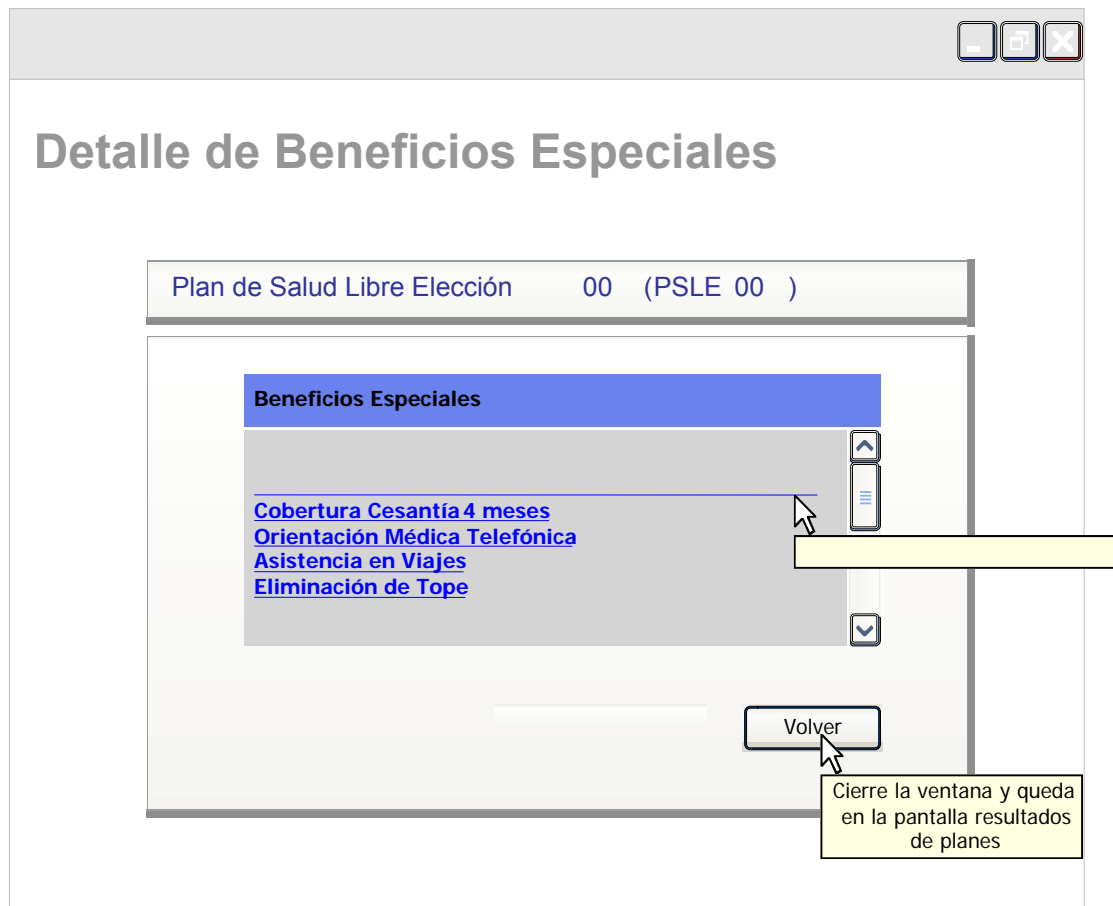 Detalle de Beneficios Especiales
Plan de Salud Libre Elección 00 (PSLE 00 )
Beneficios Especiales
Cobertura Cesantía 4 meses
Orientación Médica Telefónica
Asistencia en Viajes
Eliminación de Tope
Volver
Cierre la ventana y queda
en la pantalla resultados
de planes